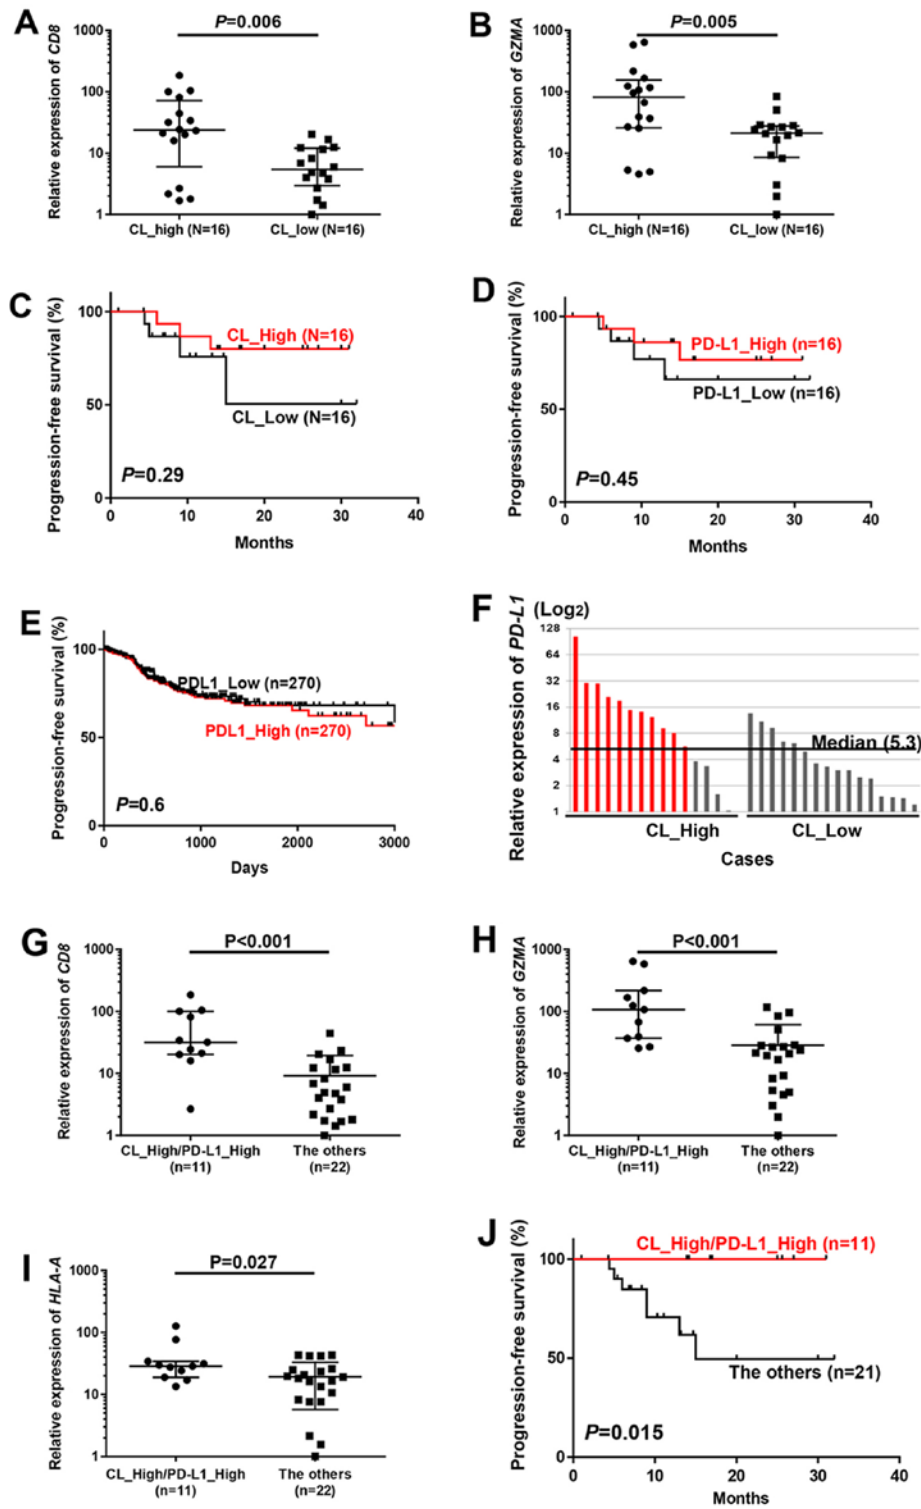 A
Relative expression of CD8
P=0.006
1000
100
10
1
CL_high (N=16)
CL_low (N=16)
B
Relative expression of GZMA
P=0.005
1000
100
10
1
CL_high (N=16)
CL_low (N=16)
C
Progression-free survival (%)
100
50
0
CL_High (N=16)
CL_Low (N=16)
P=0.29
0
10
20
30
40
Months
D
Progression-free survival (%)
100
50
0
PD-L1_High (n=16)
PD-L1_Low (n=16)
P=0.45
0
10
20
30
40
Months
E
Progression-free survival (%)
100
50
0
PDL1_Low (n=270)
PDL1_High (n=270)
P=0.6
0
1000
2000
3000
Days
F
Relative expression of PD-L1 (Log2)
128
64
32
16
8
4
2
1
Median (5.3)
CL_High
CL_Low
Cases
G
Relative expression of CD8
P<0.001
1000
100
10
1
CL_High/PD-L1_High
(n=11)
The others
(n=22)
H
Relative expression of GZMA
P<0.001
1000
100
10
1
CL_High/PD-L1_High
(n=11)
The others
(n=22)
I
Relative expression of HLA-A
P=0.027
1000
100
10
1
CL_High/PD-L1_High
(n=11)
The others
(n=22)
J
Progression-free survival (%)
CL_High/PD-L1_High (n=11)
100
50
0
The others (n=21)
P=0.015
0
10
20
30
40
Months